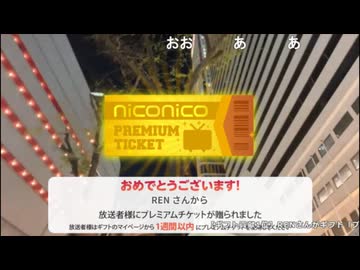 おお
あ
あ
niconico
PREMIUM
TICKET
おめでとうございます!
REN さんから
放送者様にプレミアムチケットが贈られました
放送者様はギフトのマイページから1週間以内に